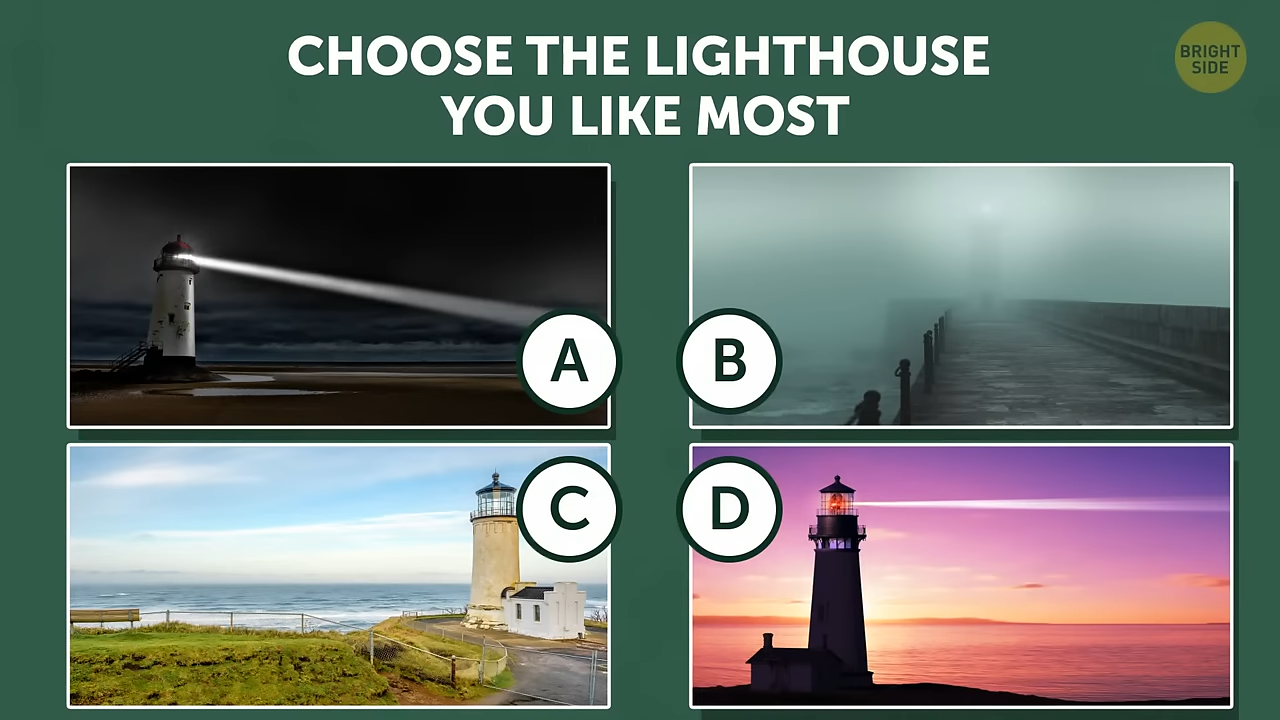 CHOOSE THE LIGHTHOUSE
YOU LIKE MOST
BRIGHT
SIDE
A
B
C
D